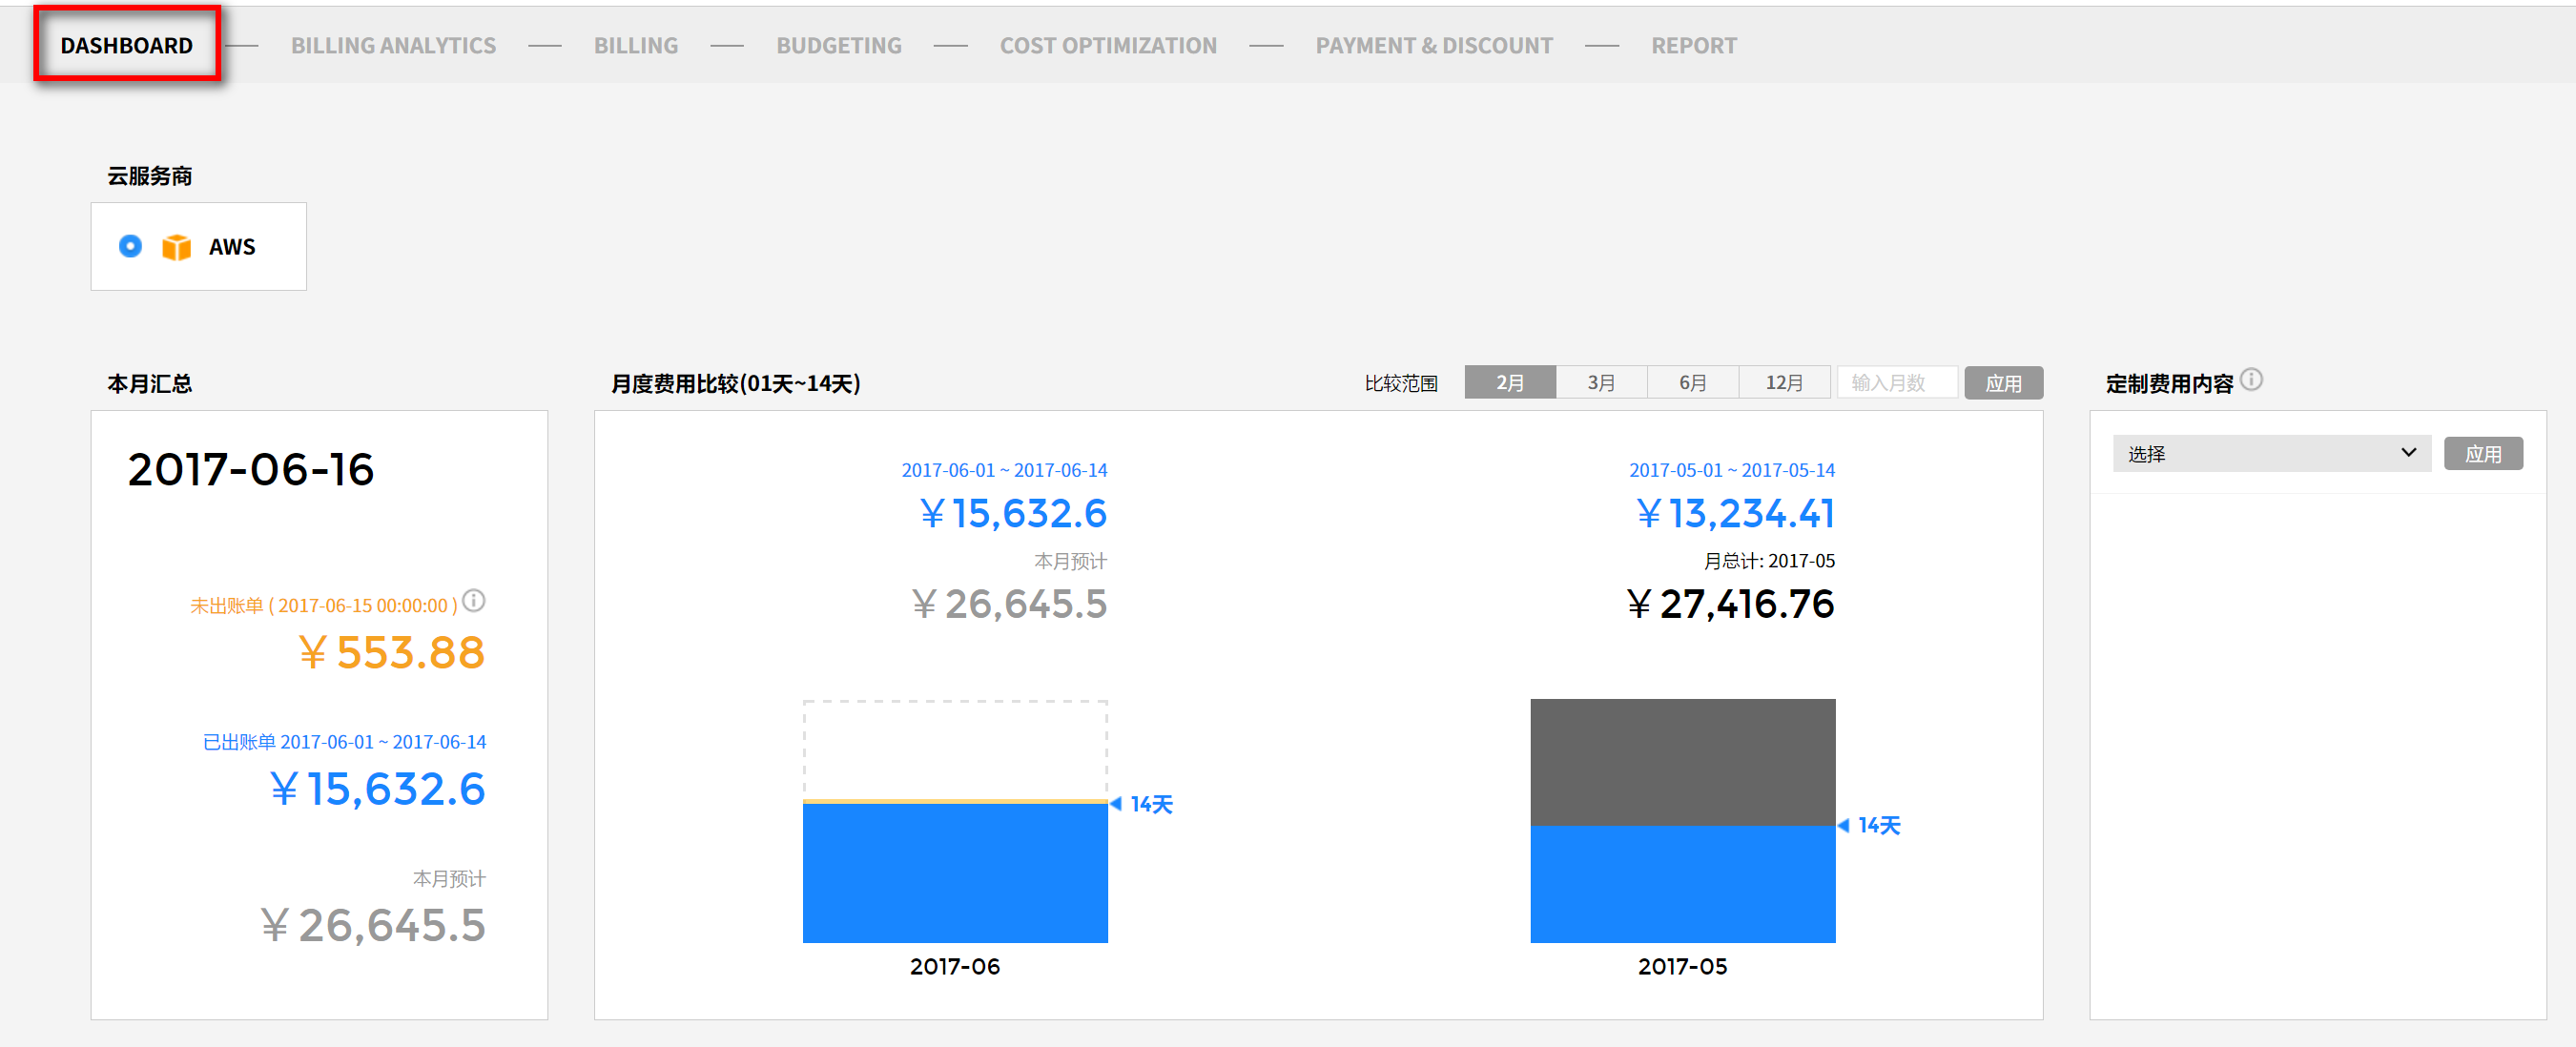 DASHBOARD — BILLING ANALYTICS — BILLING — BUDGETING — COST OPTIMIZATION — PAYMENT & DISCOUNT — REPORT
云服务商
AWS
本月汇总
2017-06-16
未出账单 ( 2017-06-15 00:00:00 )
¥ 553.88
已出账单 2017-06-01 ~ 2017-06-14
¥ 15,632.6
本月预计
¥ 26,645.5
月度费用比较(01天~14天)
比较范围 2月 3月 6月 12月 输入月数 应用
2017-06-01 ~ 2017-06-14
¥ 15,632.6
本月预计
¥ 26,645.5
14天
2017-06
2017-05-01 ~ 2017-05-14
¥ 13,234.41
月总计: 2017-05
¥ 27,416.76
14天
2017-05
定制费用内容
选择 应用